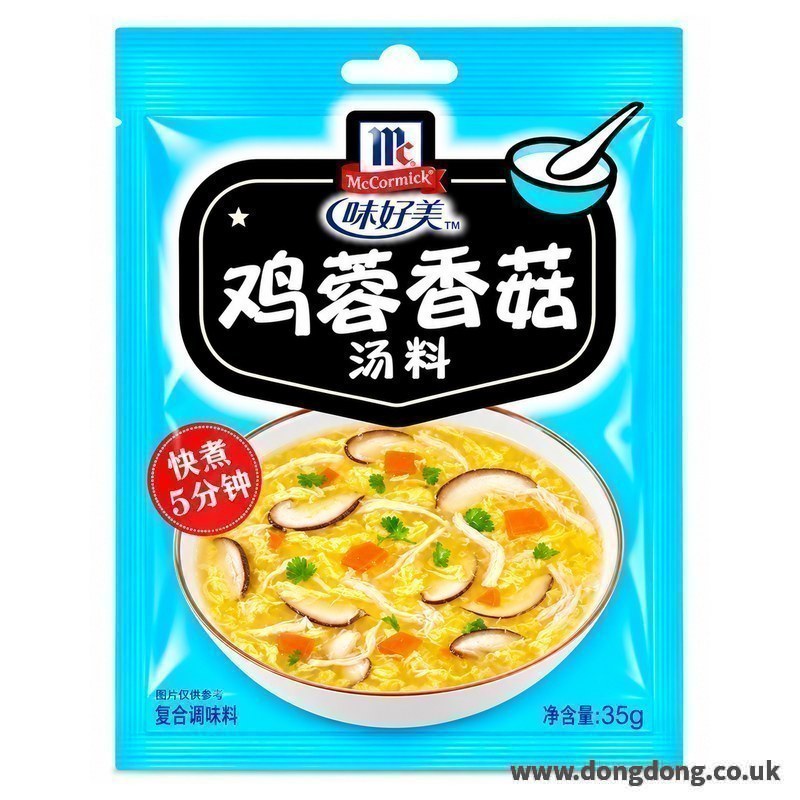 Mc
McCormick®
味好美™
鸡蓉香菇
汤料
快煮
5分钟
图片仅供参考
复合调味料
净含量:35g
www.dongdong.co.uk